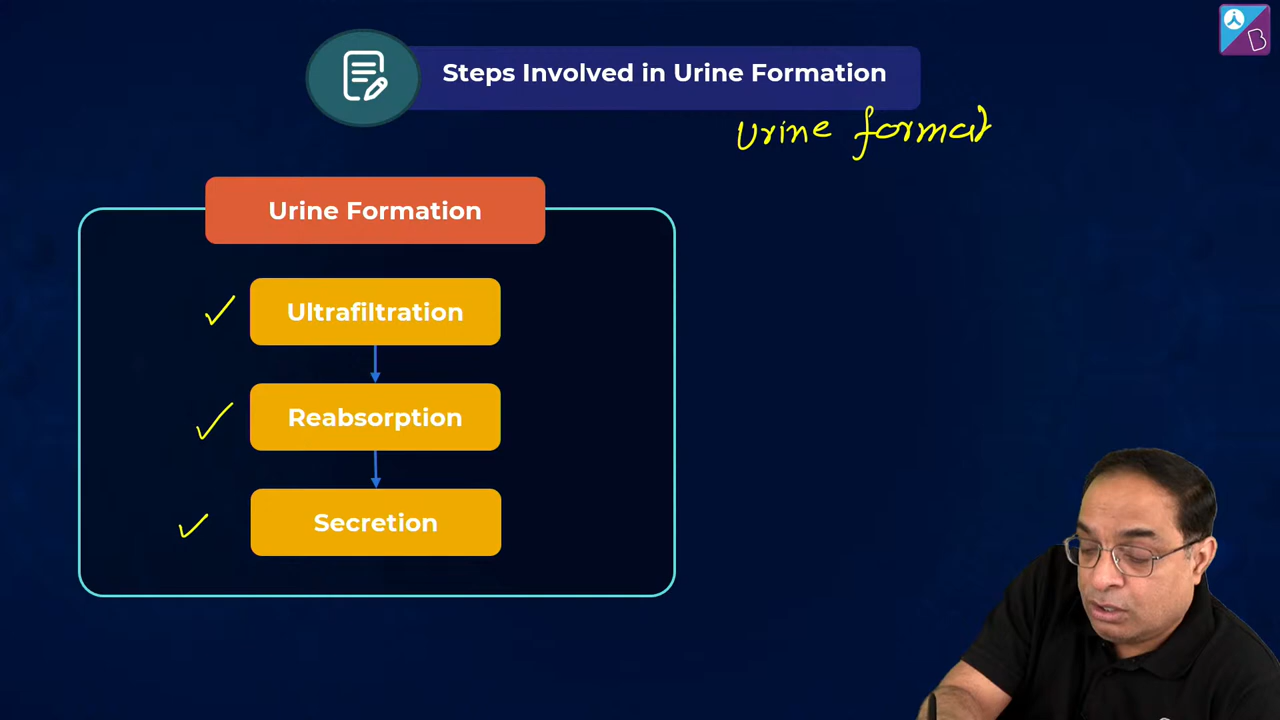 Steps Involved in Urine Formation
Urine format
Urine Formation
Ultrafiltration
Reabsorption
Secretion
B